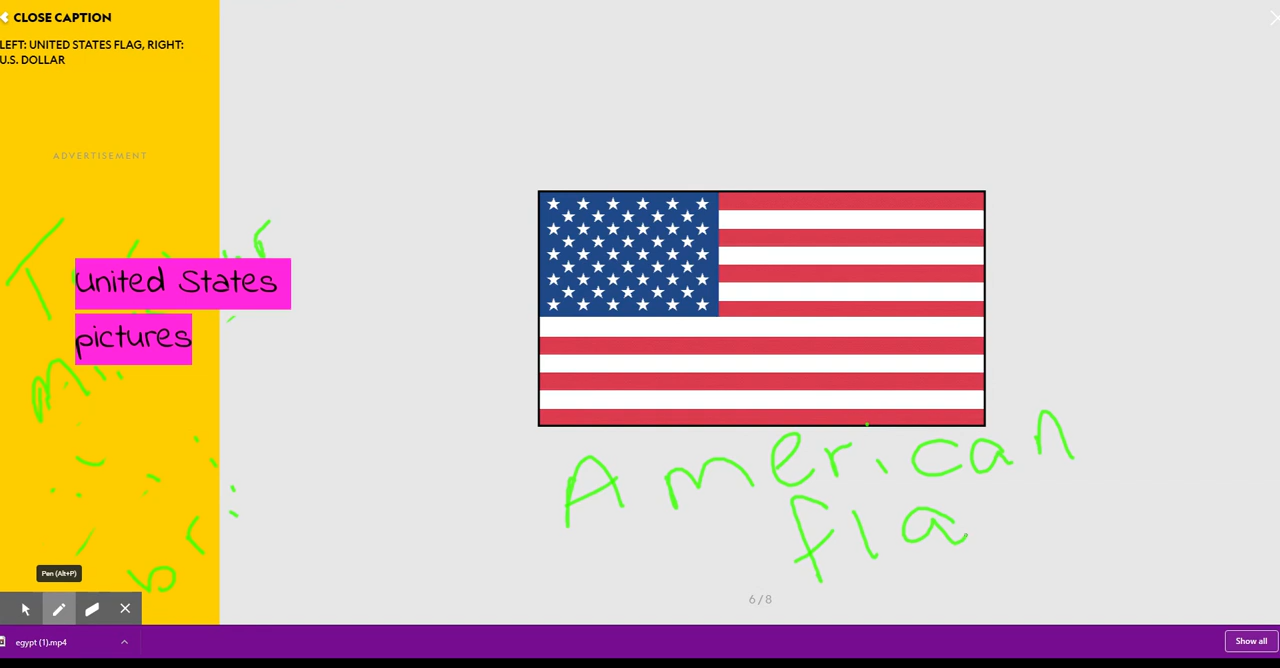 CLOSE CAPTION
LEFT: UNITED STATES FLAG, RIGHT:
U.S. DOLLAR
ADVERTISEMENT
United States
pictures
American
fla
6/8
Pen (Alt+P)
egypt (1).mp4
Show all